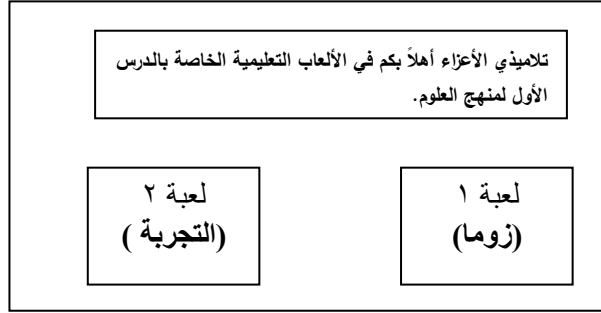 تلاميذي الأعزاء أهلاً بكم في الألعاب التعليمية الخاصة بالدرس
الأول لمنهج العلوم.
لعبة ١
(زوما)
لعبة ٢
(التجربة )